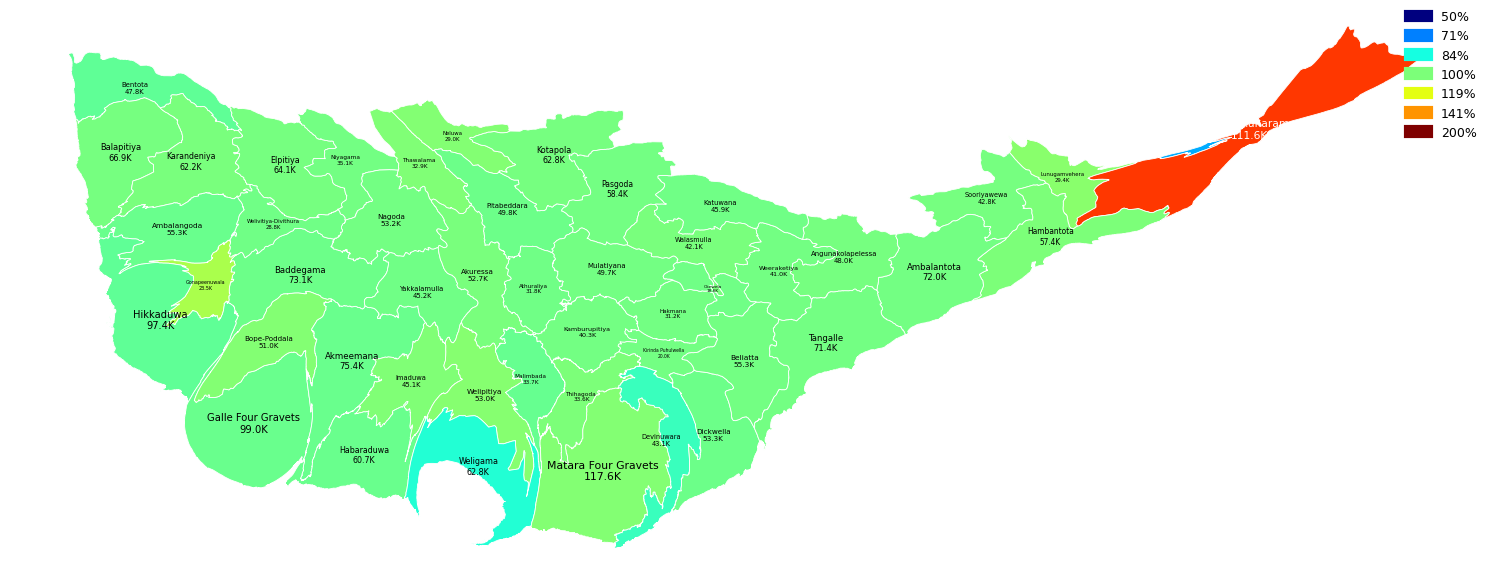 50%
71%
84%
100%
119%
141%
200%
Bentota
47.8K
Balapitiya
66.9K
Karandeniya
62.2K
Elpitiya
64.1K
Niyagama
35.1K
Thawalama
32.9K
Neluwa
29.0K
Kotapola
62.8K
Pasgoda
58.4K
Pitabeddara
49.8K
Nagoda
53.2K
Welivitiya-Divithura
28.8K
Ambalangoda
55.3K
Gonapeenuwala
23.5K
Baddegama
73.1K
Yakkalamulla
45.2K
Akuressa
52.7K
Athuraliya
31.8K
Mulatiyana
49.7K
Walasmulla
42.1K
Katuwana
45.9K
Weeraketiya
41.0K
Angunakolapelessa
48.0K
Ambalantota
72.0K
Sooriyawewa
42.8K
Lunugamvehera
29.4K
Hambantota
57.4K
111.6K
Hikkaduwa
97.4K
Bope-Poddala
51.0K
Akmeemana
75.4K
Imaduwa
45.1K
Welipitiya
53.0K
Malimbada
33.7K
Kamburupitiya
40.3K
Hakmana
31.2K
Kirinda Puhulwella
20.0K
Thihagoda
33.6K
Beliatta
55.3K
Tangalle
71.4K
Galle Four Gravets
99.0K
Habaraduwa
60.7K
Weligama
62.8K
Matara Four Gravets
117.6K
Devinuwara
43.1K
Dickwella
53.3K